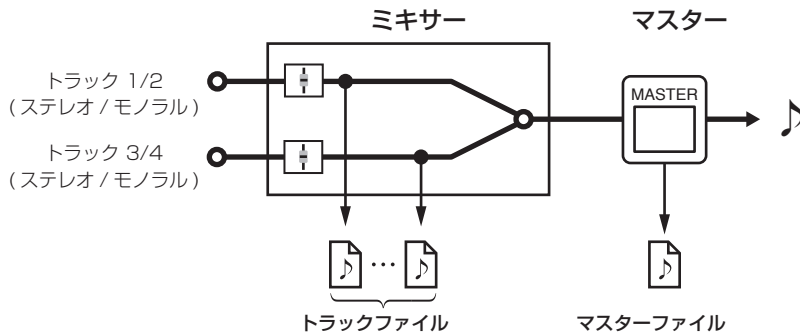 ミキサー
マスター
トラック 1/2
( ステレオ / モノラル )
MASTER
トラック 3/4
( ステレオ / モノラル )
…
トラックファイル
マスターファイル